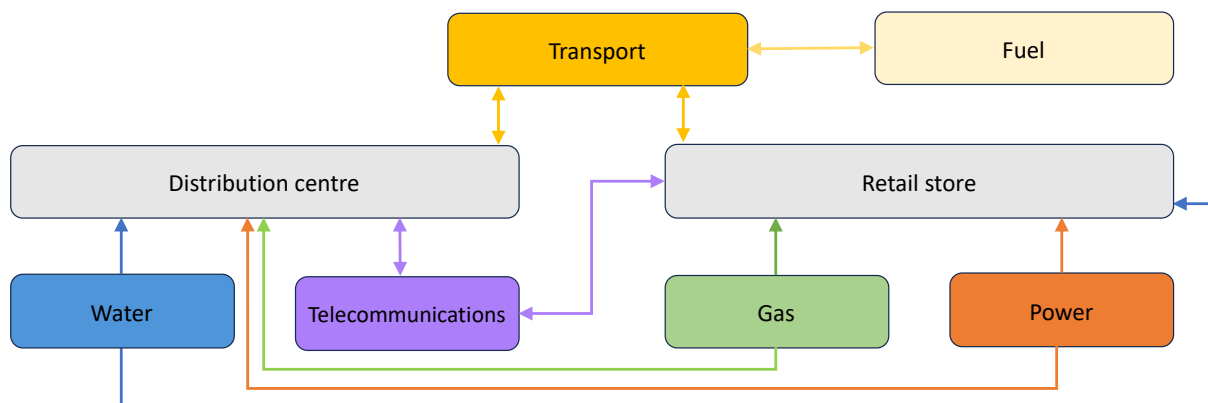 Transport
Fuel
Distribution centre
Retail store
Water
Telecommunications
Gas
Power